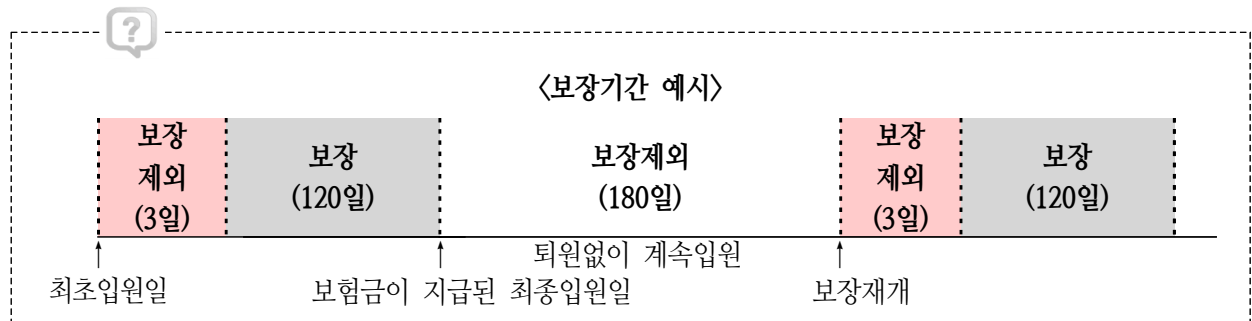 ?
〈보장기간 예시〉
보장
제외
(3일)
보장
(120일)
보장제외
(180일)
보장
제외
(3일)
보장
(120일)
퇴원없이 계속입원
최초입원일
보험금이 지급된 최종입원일
보장재개